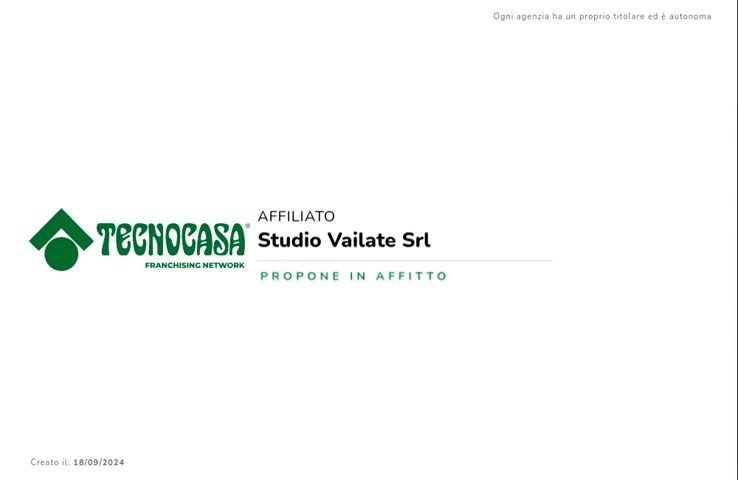 Ogni agenzia ha un proprio titolare ed è autonoma
AFFILIATO
TECNOCASA®
Studio Vailate Srl
FRANCHISING NETWORK
PROPONE IN AFFITTO
Creato il: 18/09/2024